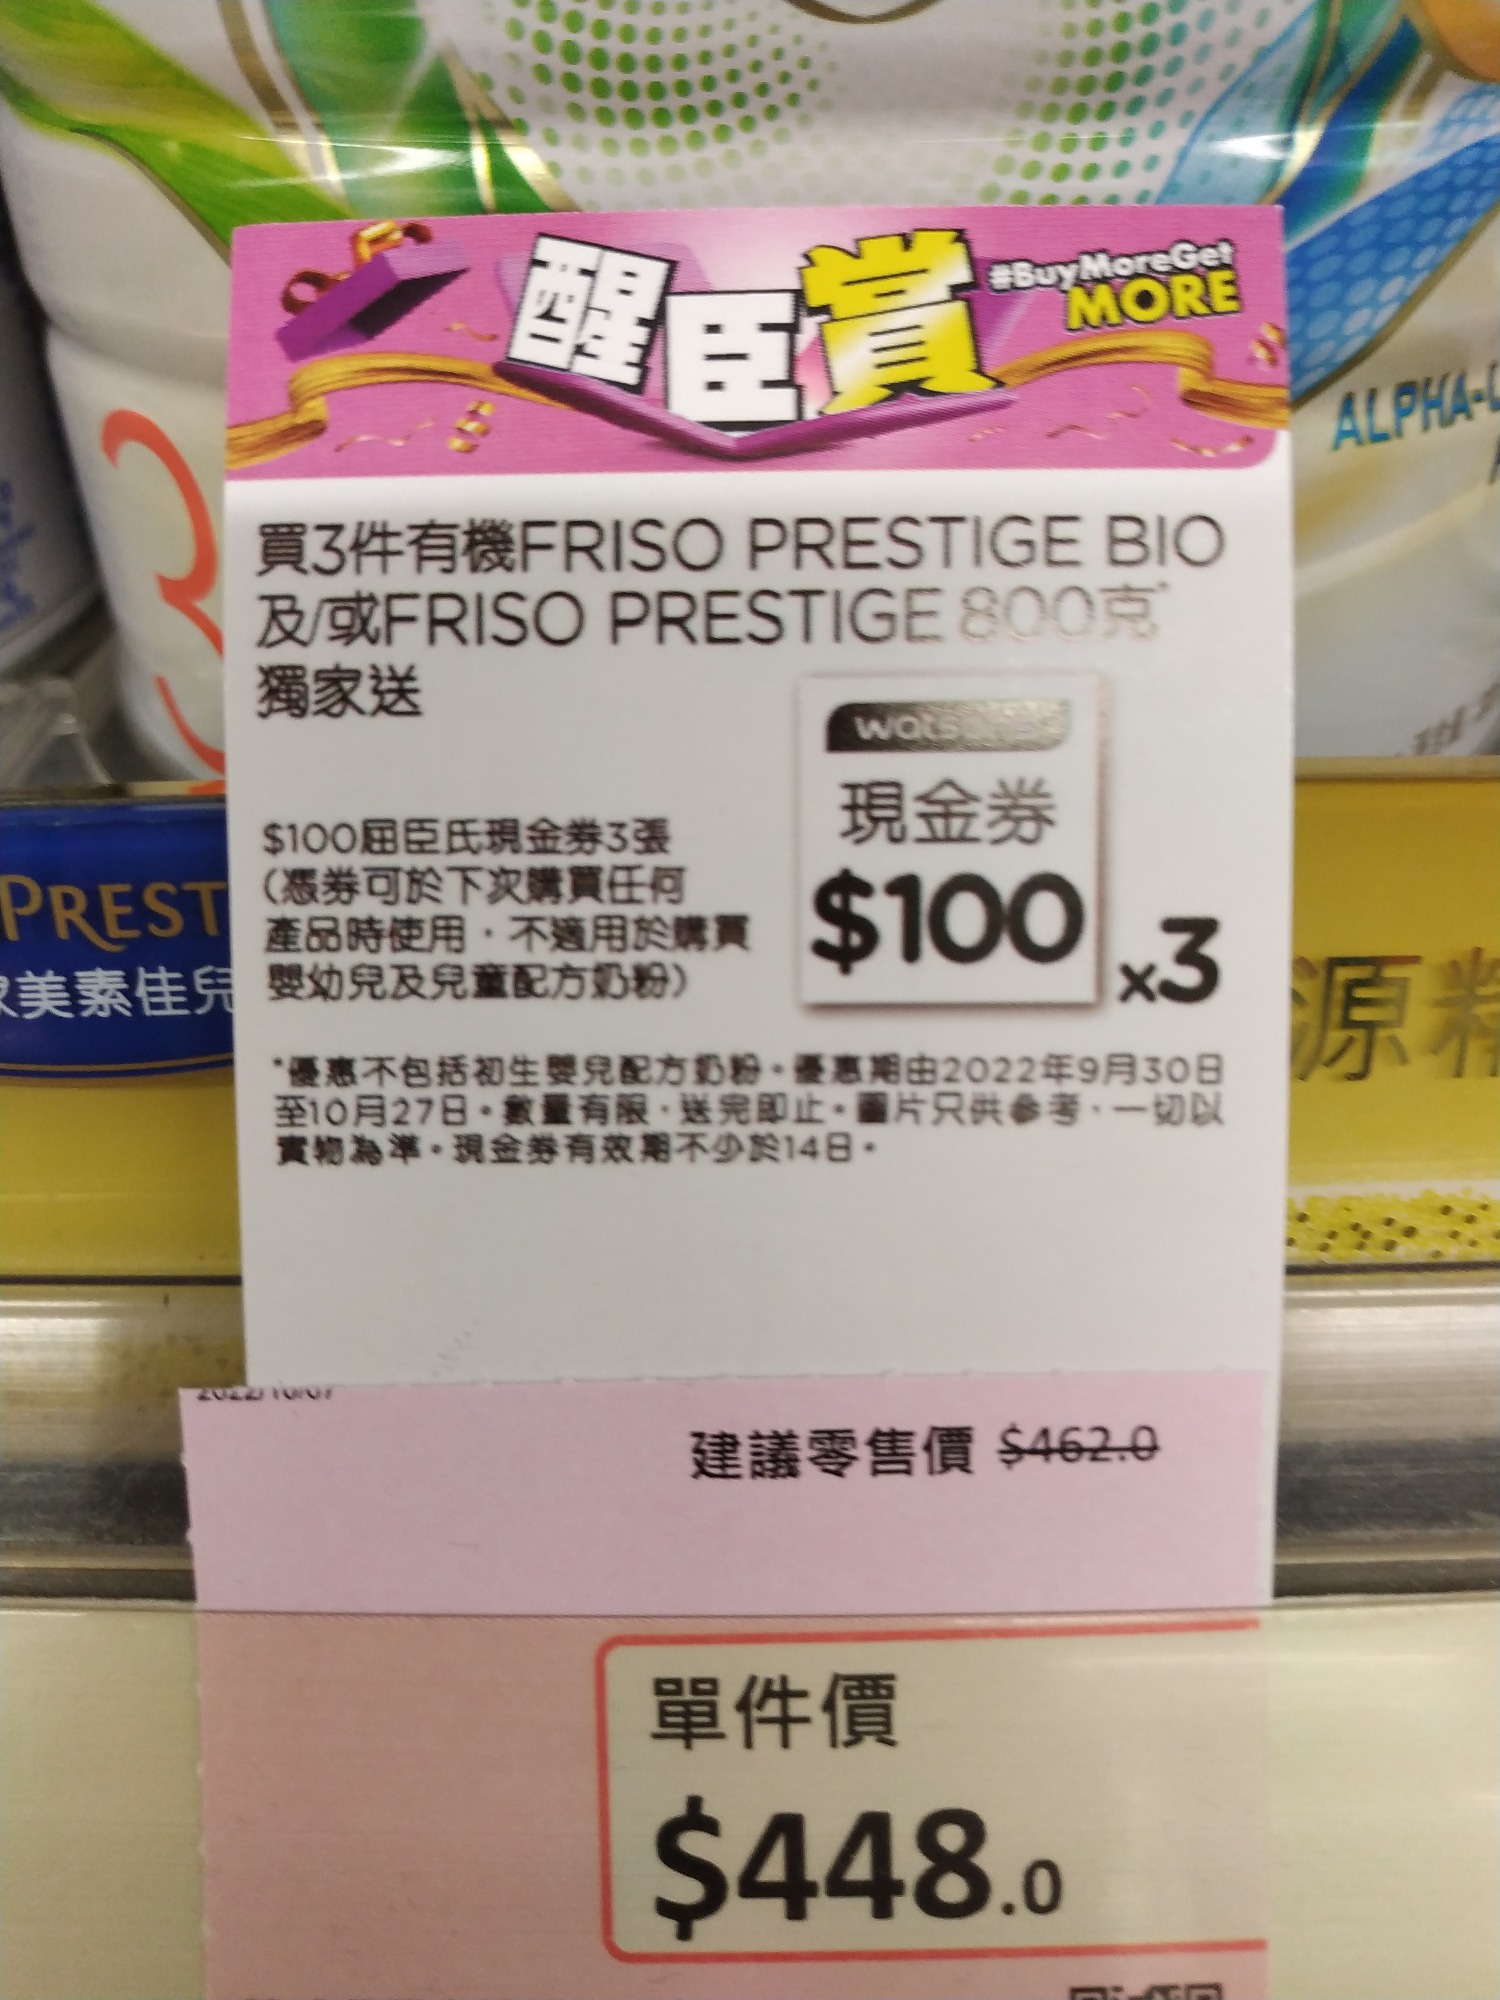 醒臣賞
#BuyMoreGet
MORE
ALPHA-L
3
買3件有機FRISO PRESTIGE BIO
及/或FRISO PRESTIGE 800克*
獨家送
watsons
現金券
$100
x3
$100屈臣氏現金券3張
(憑券可於下次購買任何
產品時使用，不適用於購買
嬰幼兒及兒童配方奶粉)
*優惠不包括初生嬰兒配方奶粉。優惠期由2022年9月30日
至10月27日。數量有限，送完即止。圖片只供參考，一切以
實物為準。現金券有效期不少於14日。
PREST
美素佳兒
源精
2022/10/07
建議零售價 $462.0
單件價
$448.0